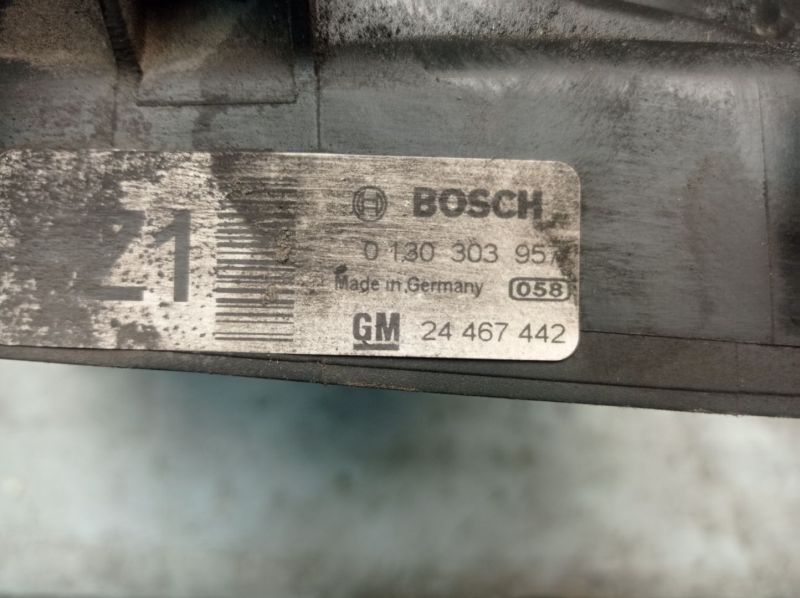 Z1
BOSCH
0 130 303 957
Made in Germany 058
GM 24 467 442